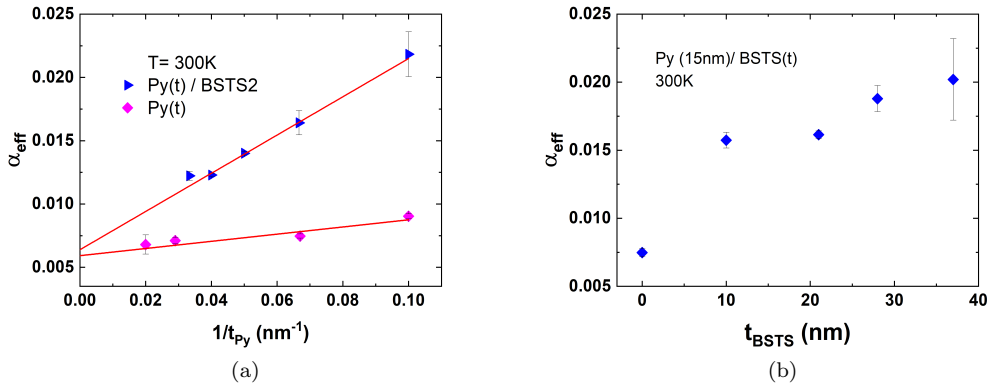 0.025
0.020
0.015
0.010
0.005
α_eff
T= 300K
Py(t) / BSTS2
Py(t)
0.00 0.02 0.04 0.06 0.08 0.10
1/t_Py (nm⁻¹)
(a)
0.025
0.020
0.015
0.010
0.005
α_eff
Py (15nm)/ BSTS(t)
300K
0 10 20 30 40
t_BSTS (nm)
(b)